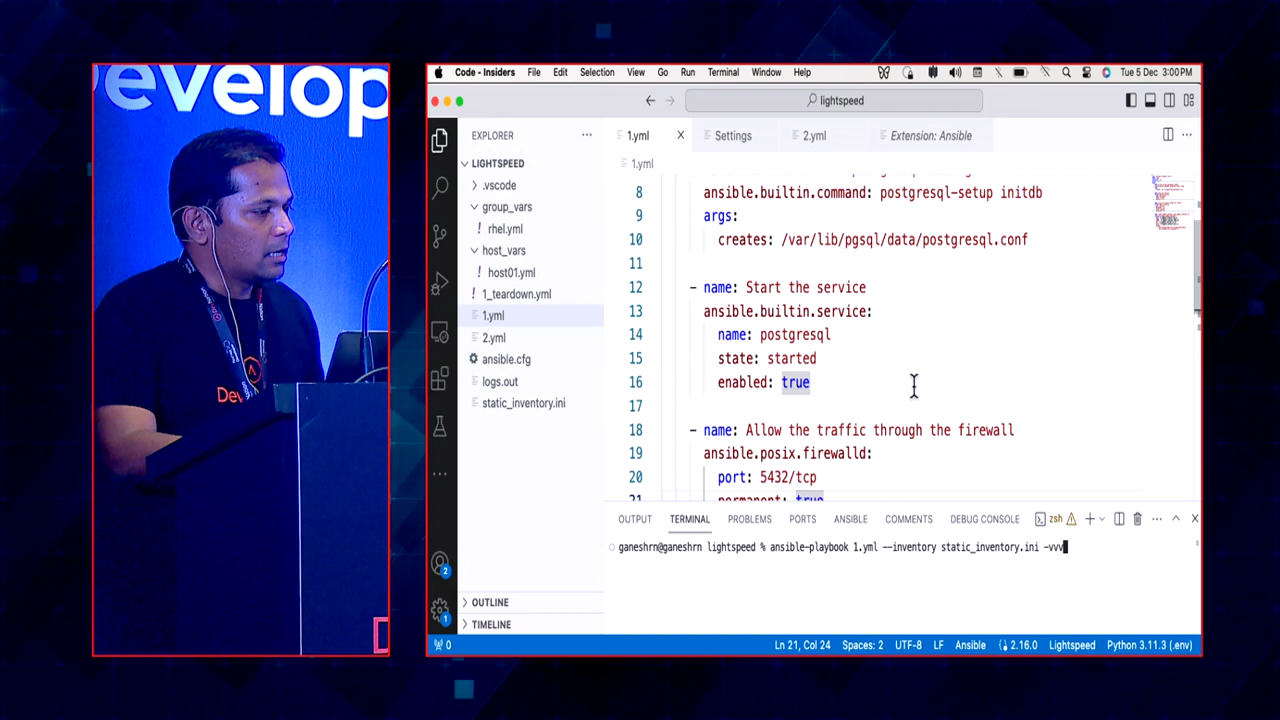 evelop
Dev
D
Code - Insiders File Edit Selection View Go Run Terminal Window Help Tue 5 Dec 3:00PM
lightspeed
EXPLORER
1.yml Settings 2.yml Extension: Ansible
LIGHTSPEED
1.yml
.vscode
group_vars
rhel.yml
host_vars
host01.yml
1_teardown.yml
1.yml
2.yml
ansible.cfg
logs.out
static_inventory.ini
8 ansible.builtin.command: postgresql-setup initdb
9 args:
10 creates: /var/lib/pgsql/data/postgresql.conf
11
12 - name: Start the service
13 ansible.builtin.service:
14 name: postgresql
15 state: started
16 enabled: true
17
18 - name: Allow the traffic through the firewall
19 ansible.posix.firewalld:
20 port: 5432/tcp
21 permanent: true
OUTPUT TERMINAL PROBLEMS PORTS ANSIBLE COMMENTS DEBUG CONSOLE zsh
ganeshrn@ganeshrn lightspeed % ansible-playbook 1.yml --inventory static_inventory.ini -vvv
2
1
OUTLINE
TIMELINE
0 Ln 21, Col 24 Spaces: 2 UTF-8 LF Ansible 2.16.0 Lightspeed Python 3.11.3 (.env)